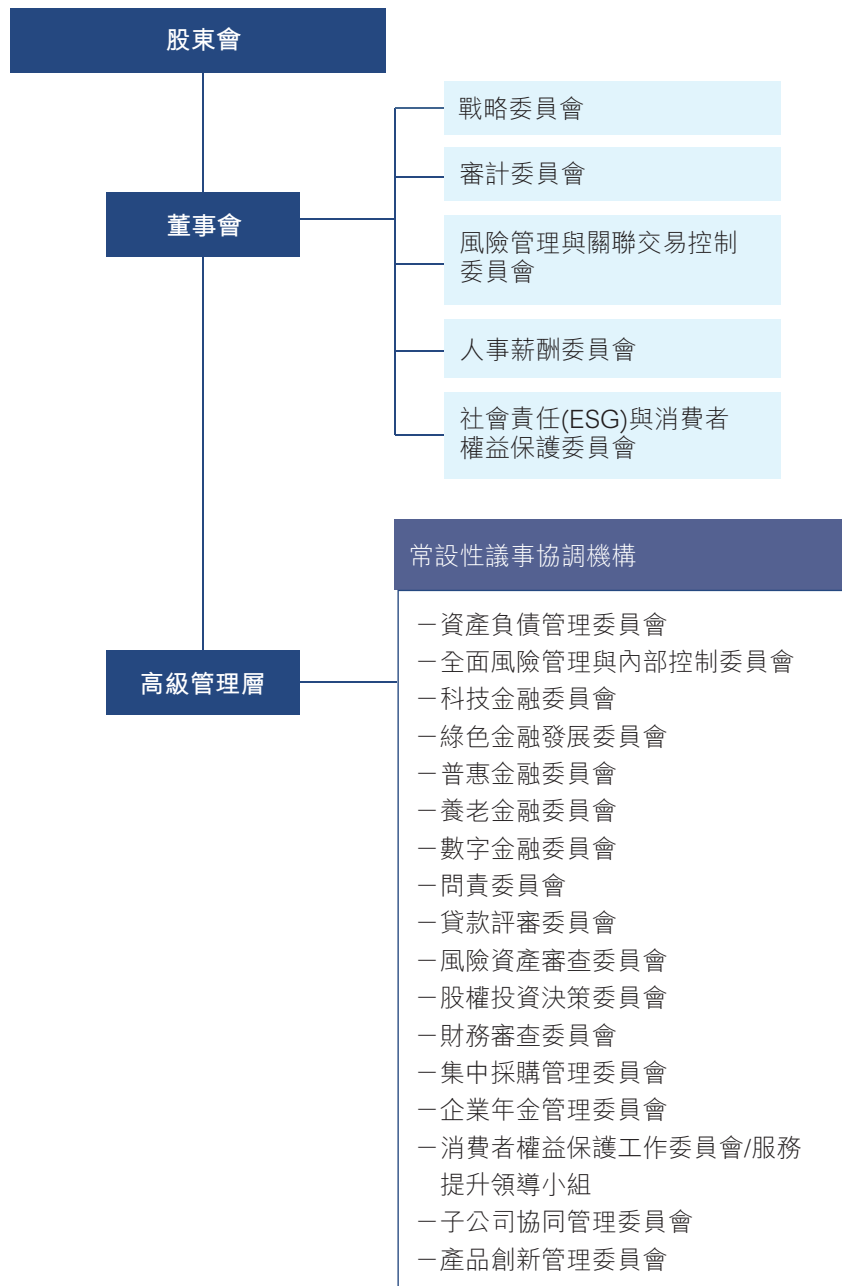 股東會
董事會
戰略委員會
審計委員會
風險管理與關聯交易控制
委員會
人事薪酬委員會
社會責任(ESG)與消費者
權益保護委員會
高級管理層
常設性議事協調機構
－資產負債管理委員會
－全面風險管理與內部控制委員會
－科技金融委員會
－綠色金融發展委員會
－普惠金融委員會
－養老金融委員會
－數字金融委員會
－問責委員會
－貸款評審委員會
－風險資產審查委員會
－股權投資決策委員會
－財務審查委員會
－集中採購管理委員會
－企業年金管理委員會
－消費者權益保護工作委員會/服務
提升領導小組
－子公司協同管理委員會
－產品創新管理委員會